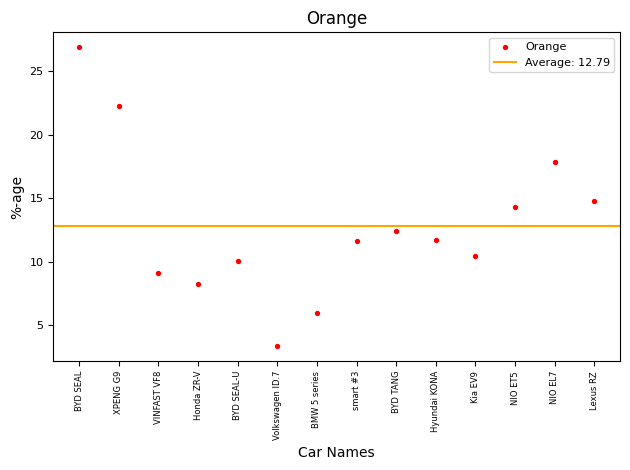 Orange
Orange
Average: 12.79
%-age
25
20
15
10
5
BYD SEAL
XPENG G9
VINFAST VF8
Honda ZR-V
BYD SEAL-U
Volkswagen ID.7
BMW 5 series
smart #3
BYD TANG
Hyundai KONA
Kia EV9
NIO ET5
NIO EL7
Lexus RZ
Car Names